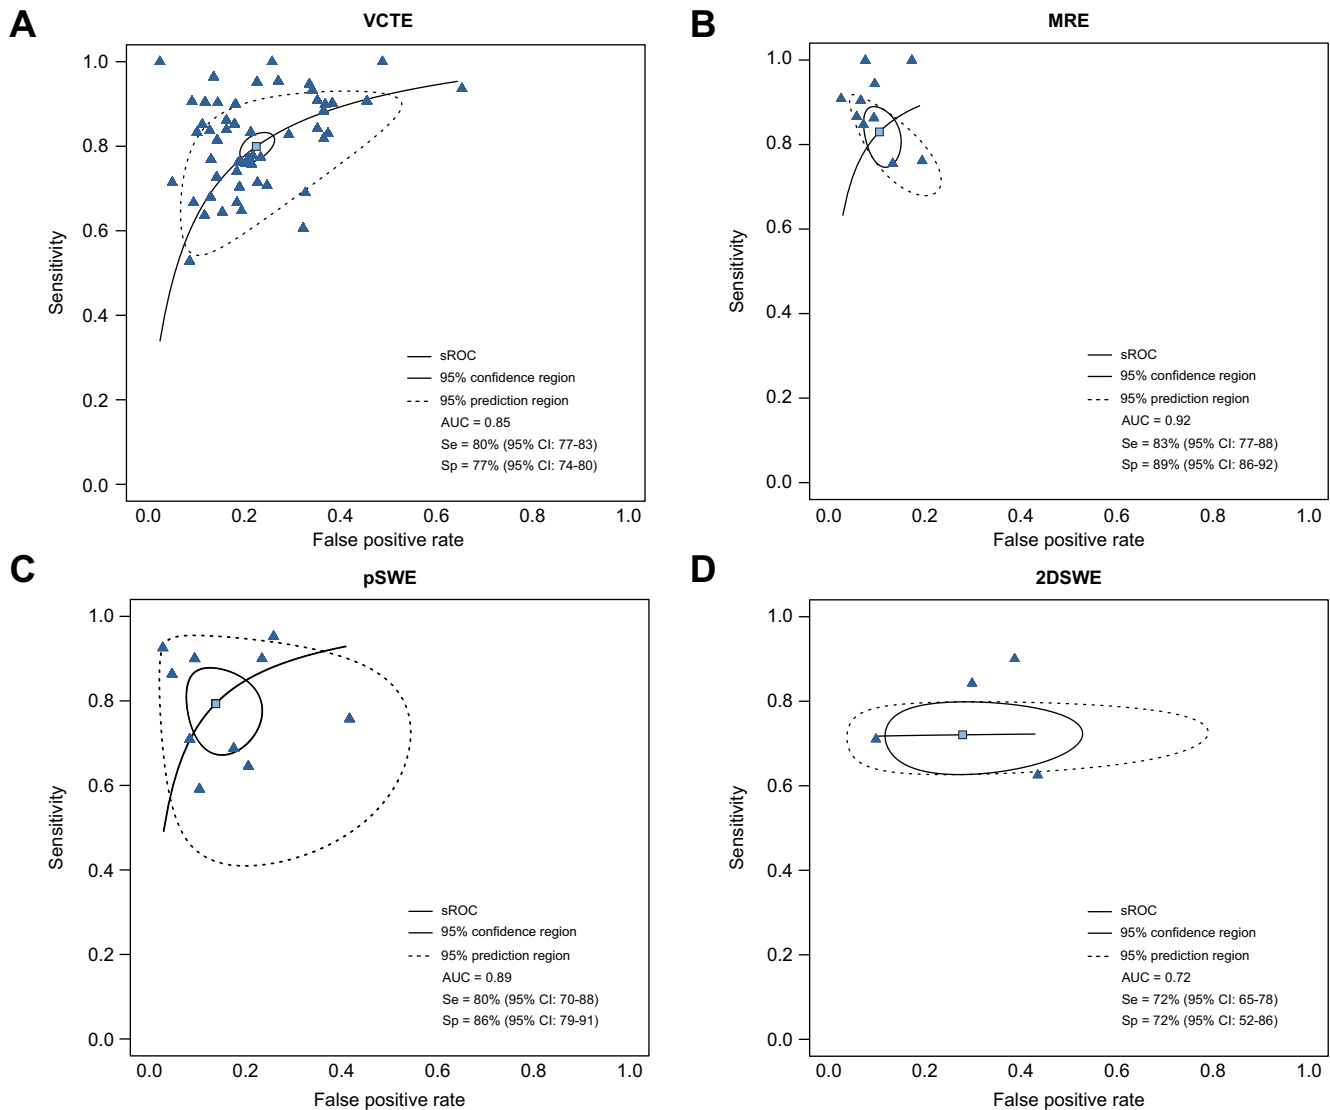 A
VCTE
1.0
0.8
0.6
0.4
0.2
0.0
Sensitivity
sROC
95% confidence region
95% prediction region
AUC = 0.85
Se = 80% (95% CI: 77-83)
Sp = 77% (95% CI: 74-80)
0.0 0.2 0.4 0.6 0.8 1.0
False positive rate
B
MRE
1.0
0.8
0.6
0.4
0.2
0.0
Sensitivity
sROC
95% confidence region
95% prediction region
AUC = 0.92
Se = 83% (95% CI: 77-88)
Sp = 89% (95% CI: 86-92)
0.0 0.2 0.4 0.6 0.8 1.0
False positive rate
C
pSWE
1.0
0.8
0.6
0.4
0.2
0.0
Sensitivity
sROC
95% confidence region
95% prediction region
AUC = 0.89
Se = 80% (95% CI: 70-88)
Sp = 86% (95% CI: 79-91)
0.0 0.2 0.4 0.6 0.8 1.0
False positive rate
D
2DSWE
1.0
0.8
0.6
0.4
0.2
0.0
Sensitivity
sROC
95% confidence region
95% prediction region
AUC = 0.72
Se = 72% (95% CI: 65-78)
Sp = 72% (95% CI: 52-86)
0.0 0.2 0.4 0.6 0.8 1.0
False positive rate